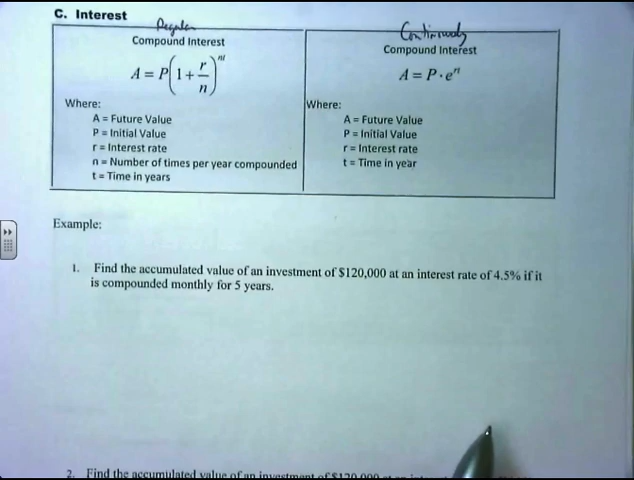 C. Interest
Regular
Compound Interest
A = P(1 + r/n)^nt
Where:
A = Future Value
P = Initial Value
r = Interest rate
n = Number of times per year compounded
t = Time in years
Continuously
Compound Interest
A = P·e^rt
Where:
A = Future Value
P = Initial Value
r = Interest rate
t = Time in year
Example:
1. Find the accumulated value of an investment of $120,000 at an interest rate of 4.5% if it
is compounded monthly for 5 years.
2. Find the accumulated value of an investment of $120,000